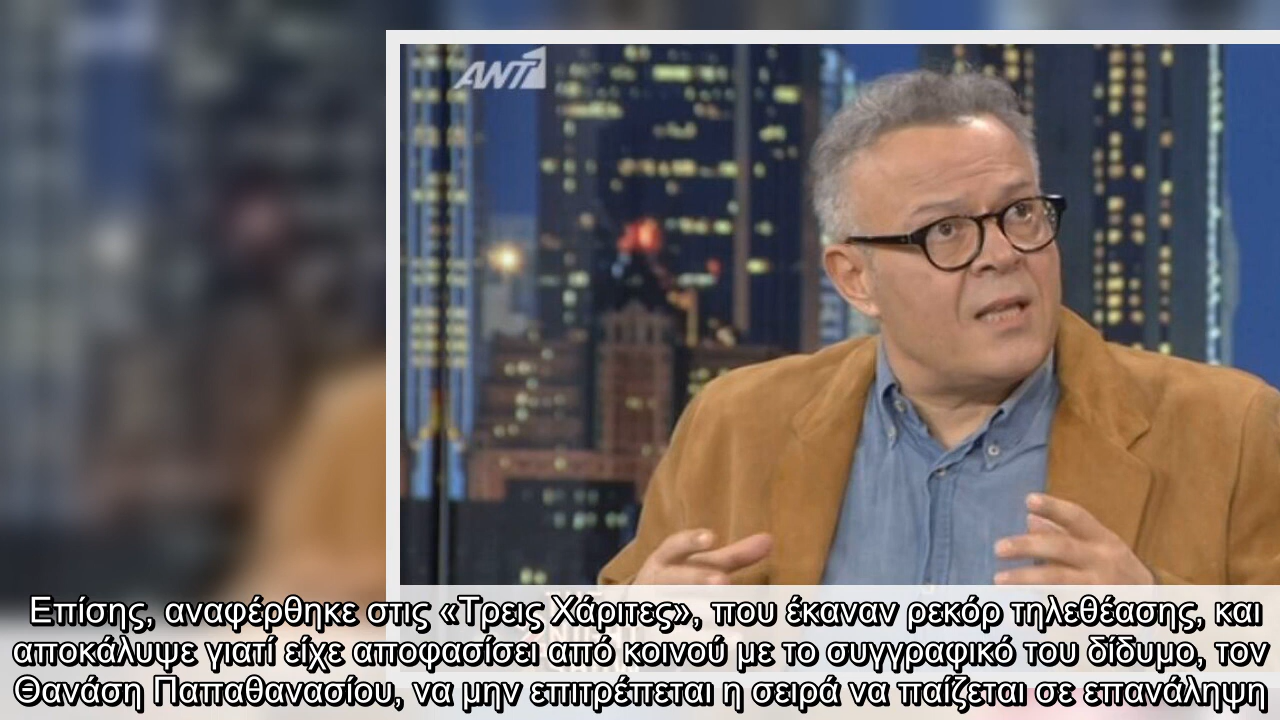 ΑΝΤ1
Επίσης, αναφέρθηκε στις «Τρεις Χάριτες», που έκαναν ρεκόρ τηλεθέασης, και
αποκάλυψε γιατί είχε αποφασίσει από κοινού με το συγγραφικό του δίδυμο, τον
Θανάση Παπαθανασίου, να μην επιτρέπεται η σειρά να παίζεται σε επανάληψη